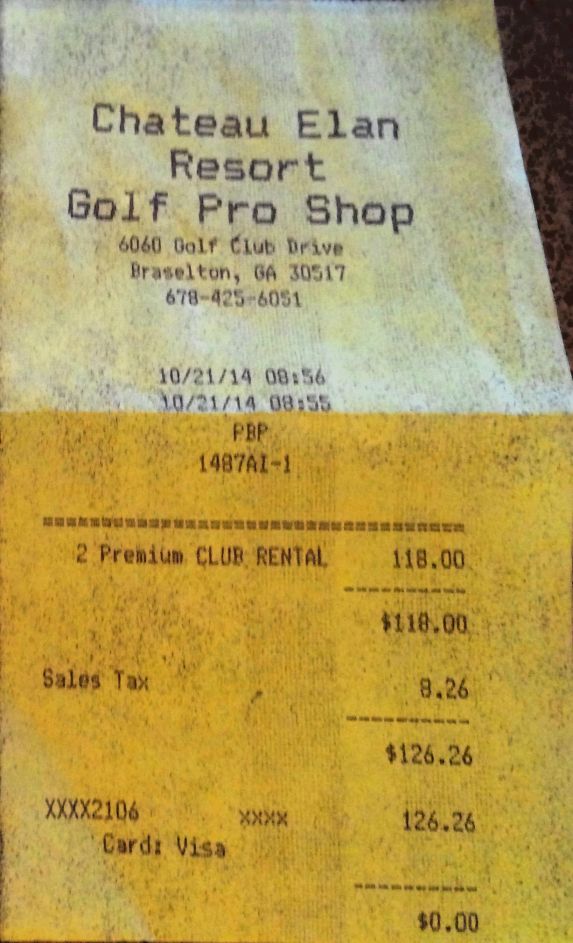 Chateau Elan
Resort
Golf Pro Shop
6060 Golf Club Drive
Braselton, GA 30517
678-425-6051
10/21/14 08:56
10/21/14 08:55
PBP
1487AI-1
========================================
2 Premium CLUB RENTAL 118.00
----------
$118.00
Sales Tax 8.26
----------
$126.26
XXXX2106 xxxx 126.26
Card: Visa
----------
$0.00